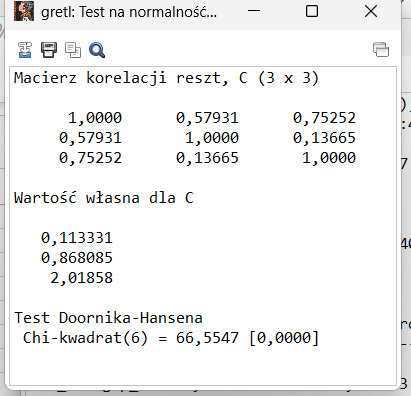 gretl: Test na normalność...
Macierz korelacji reszt, C (3 x 3)
1,0000 0,57931 0,75252
0,57931 1,0000 0,13665
0,75252 0,13665 1,0000
Wartość własna dla C
0,113331
0,868085
2,01858
Test Doornika-Hansena
Chi-kwadrat(6) = 66,5547 [0,0000]